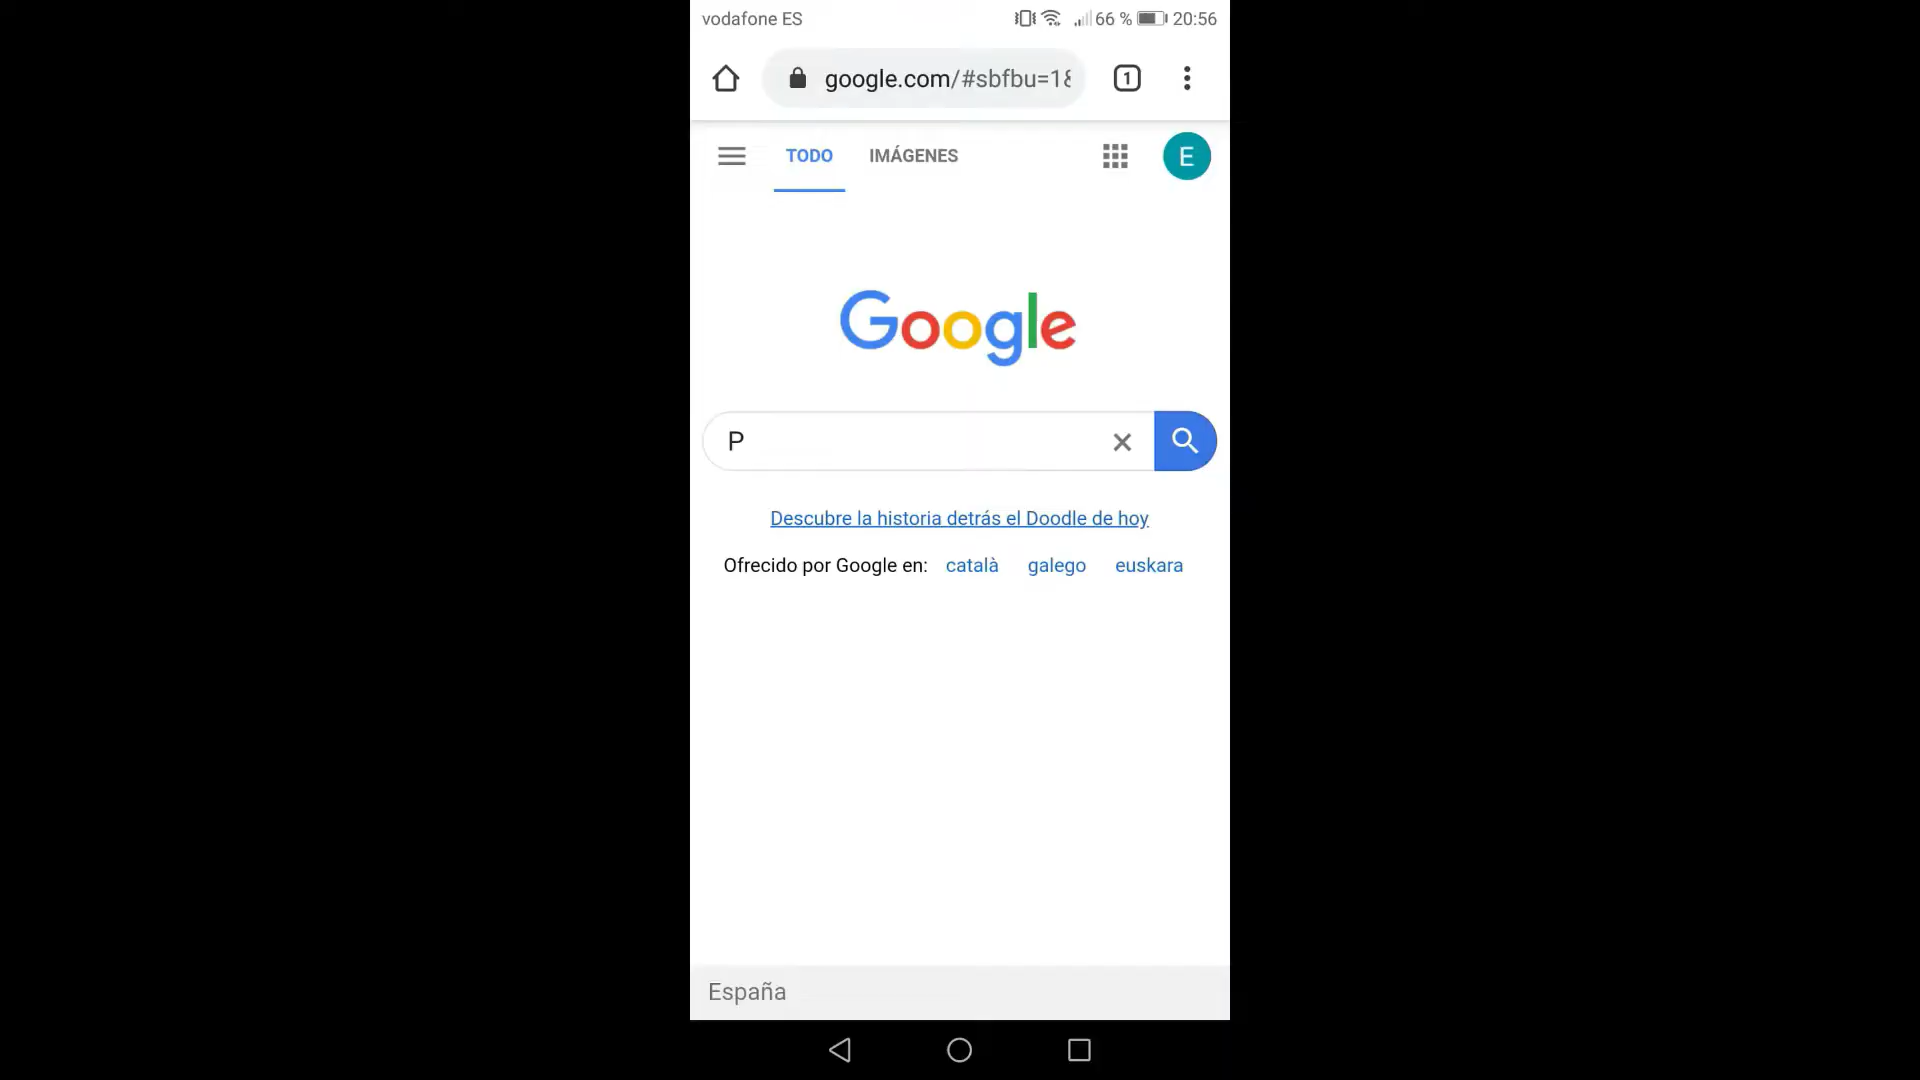 vodafone ES 66 % 20:56
google.com/#sbfbu=1
1
TODO IMÁGENES E
Google
P
Descubre la historia detrás el Doodle de hoy
Ofrecido por Google en: català galego euskara
España